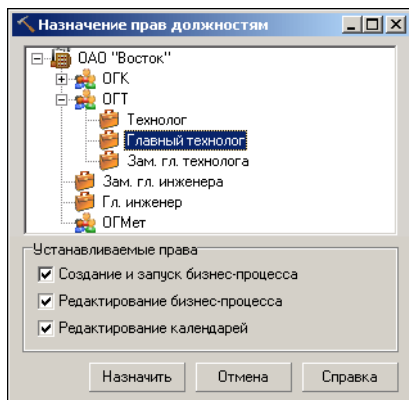 Назначение прав должностям
ОАО "Восток"
ОГК
ОГТ
Технолог
Главный технолог
Зам. гл. технолога
Зам. гл. инженера
Гл. инженер
ОГМет
Устанавливаемые права
Создание и запуск бизнес-процесса
Редактирование бизнес-процесса
Редактирование календарей
Назначить Отмена Справка